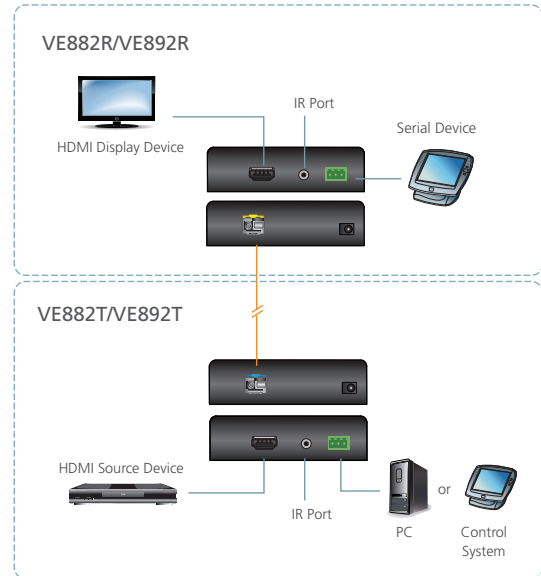 VE882R/VE892R
IR Port
Serial Device
HDMI Display Device
VE882T/VE892T
HDMI Source Device
IR Port
or
PC
Control
System